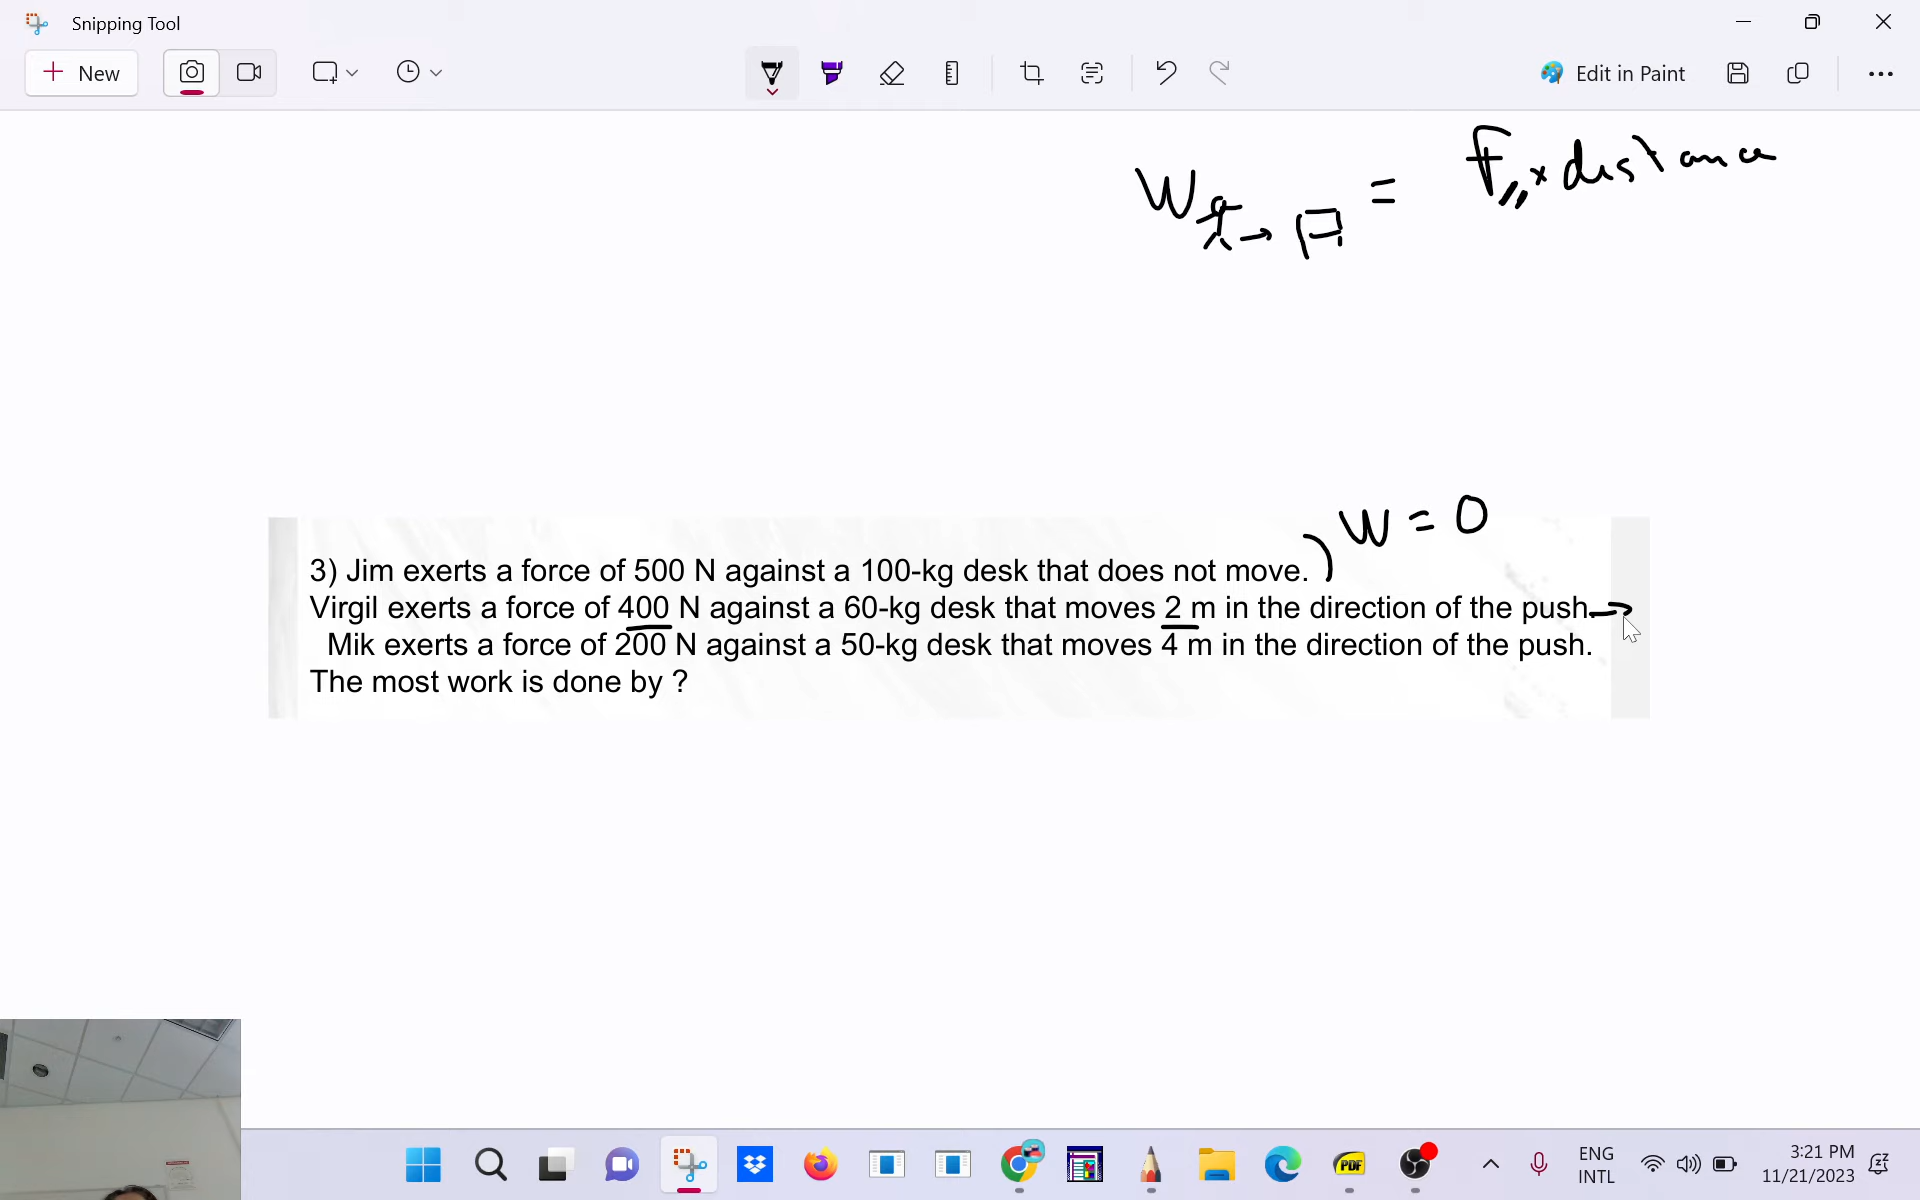 Snipping Tool
New
Edit in Paint
W → = F,, × distance
W = 0
3) Jim exerts a force of 500 N against a 100-kg desk that does not move.
Virgil exerts a force of 400 N against a 60-kg desk that moves 2 m in the direction of the push.
Mik exerts a force of 200 N against a 50-kg desk that moves 4 m in the direction of the push.
The most work is done by ?
PDF
ENG
INTL
3:21 PM
11/21/2023